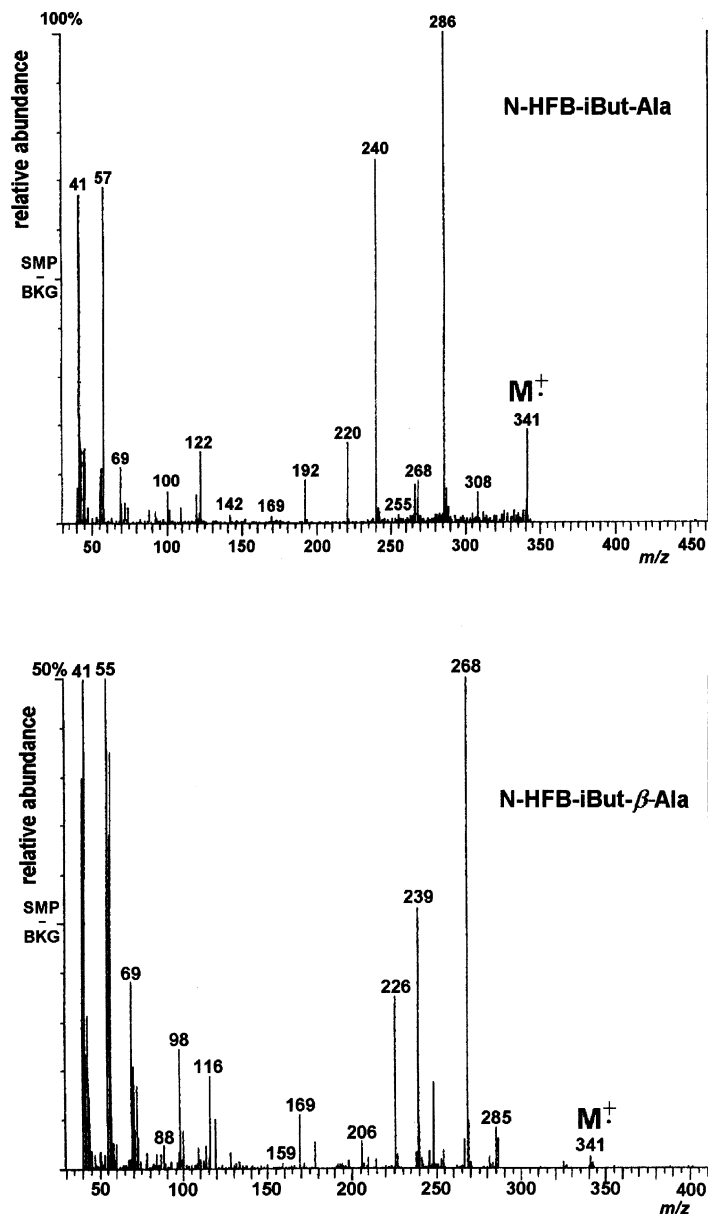 100%
286
N-HFB-iBut-Ala
240
41
57
relative abundance
SMP
–
BKG
M+·
341
69
100
122
142
169
192
220
255
268
308
50 100 150 200 250 300 350 400 450
m/z
50%
41
55
268
relative abundance
N-HFB-iBut-β-Ala
SMP
–
BKG
239
226
69
98
116
88
159
169
206
285
M+·
341
50 100 150 200 250 300 350 400
m/z